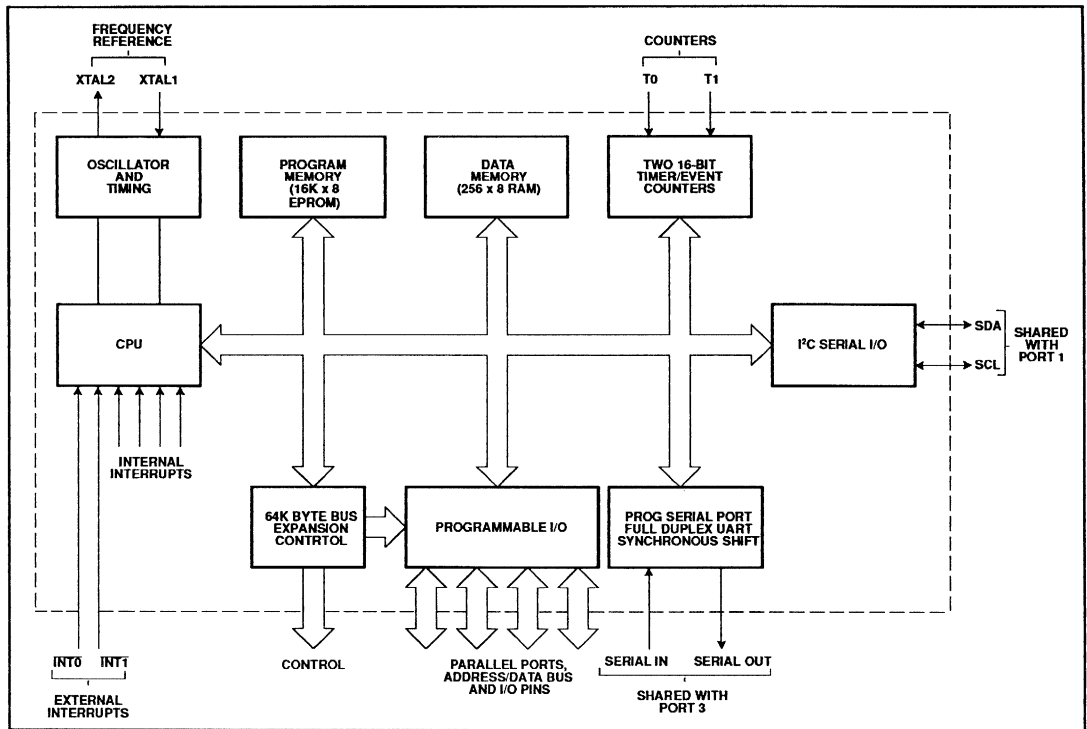 FREQUENCY
REFERENCE
XTAL2 XTAL1
COUNTERS
T0 T1
OSCILLATOR
AND
TIMING
PROGRAM
MEMORY
(16K x 8
EPROM)
DATA
MEMORY
(256 x 8 RAM)
TWO 16-BIT
TIMER/EVENT
COUNTERS
CPU
I²C SERIAL I/O
SDA
SCL
SHARED
WITH
PORT 1
INTERNAL
INTERRUPTS
64K BYTE BUS
EXPANSION
CONTRTOL
PROGRAMMABLE I/O
PROG SERIAL PORT
FULL DUPLEX UART
SYNCHRONOUS SHIFT
INT0 INT1
EXTERNAL
INTERRUPTS
CONTROL
PARALLEL PORTS,
ADDRESS/DATA BUS
AND I/O PINS
SERIAL IN SERIAL OUT
SHARED WITH
PORT 3